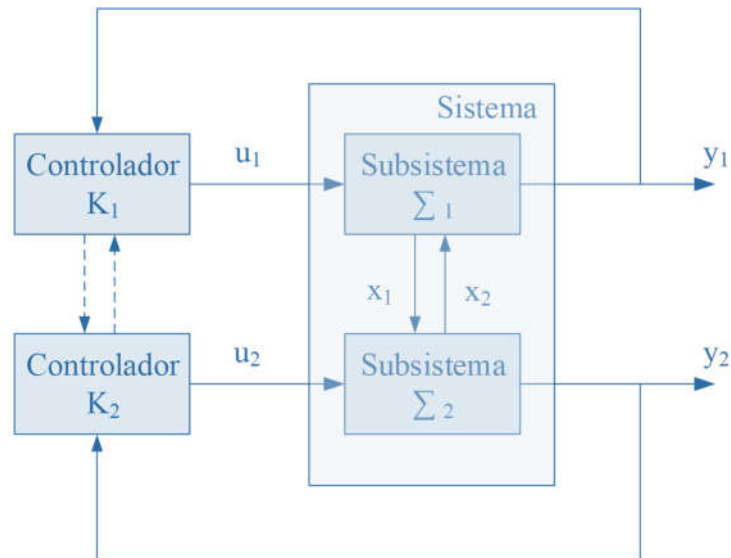 Sistema
Controlador
K₁
u₁
Subsistema
∑ ₁
y₁
x₁
x₂
Controlador
K₂
u₂
Subsistema
∑ ₂
y₂